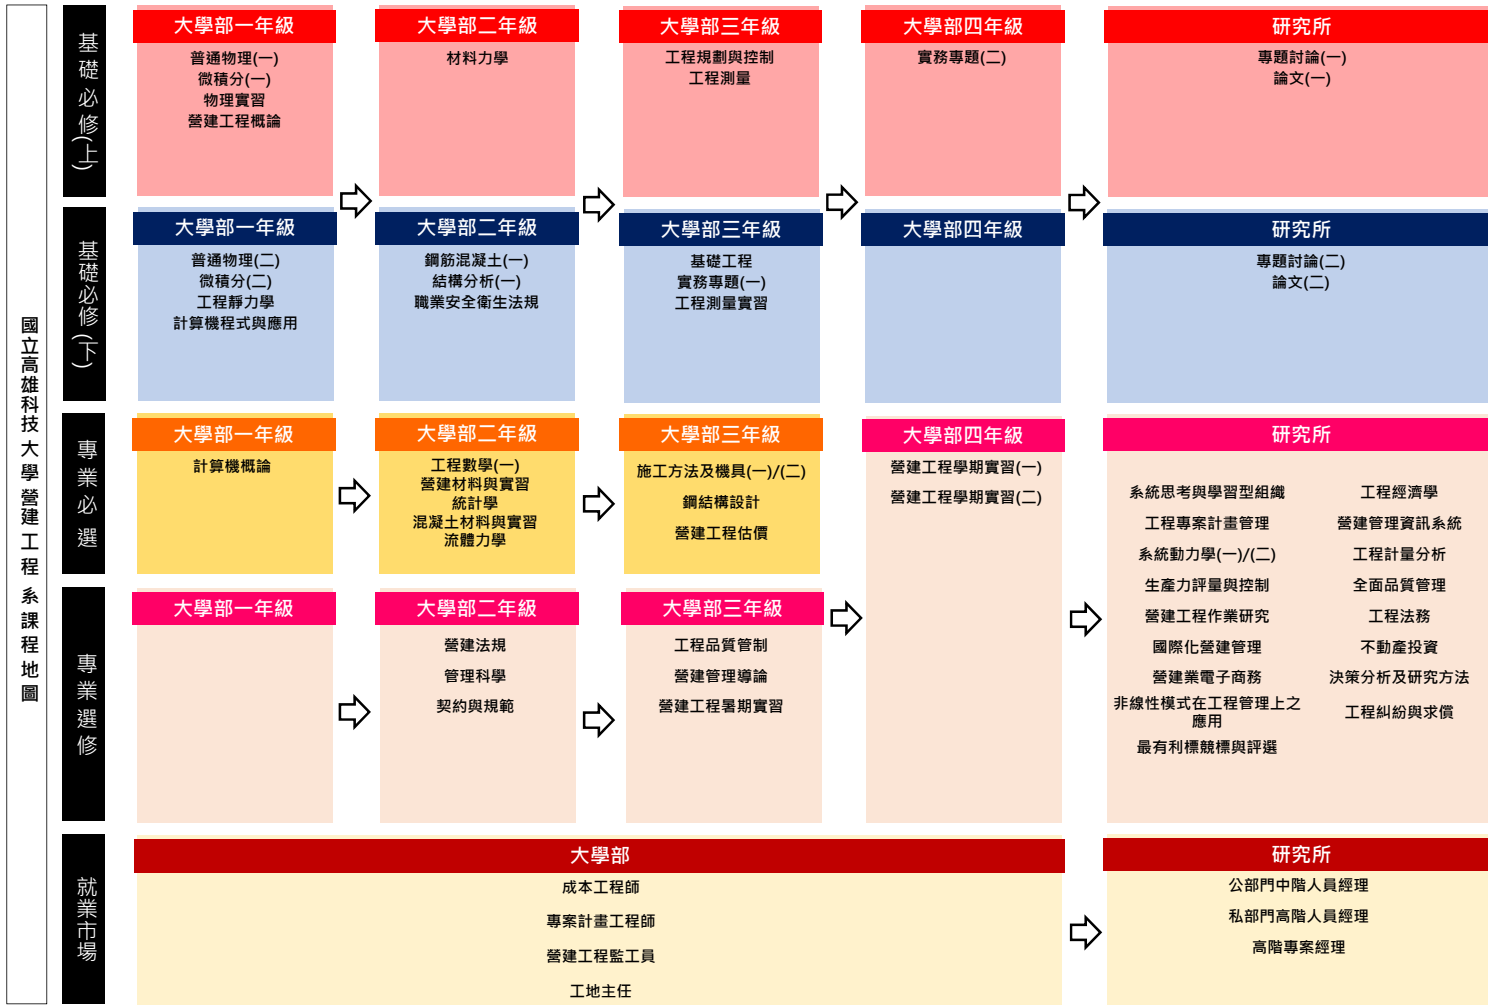 國立高雄科技大學營建工程系課程地圖
基礎必修(上)
大學部一年級
普通物理(一)
微積分(一)
物理實習
營建工程概論
大學部二年級
材料力學
大學部三年級
工程規劃與控制
工程測量
大學部四年級
實務專題(二)
研究所
專題討論(一)
論文(一)
基礎必修(下)
大學部一年級
普通物理(二)
微積分(二)
工程靜力學
計算機程式與應用
大學部二年級
鋼筋混凝土(一)
結構分析(一)
職業安全衛生法規
大學部三年級
基礎工程
實務專題(一)
工程測量實習
大學部四年級
研究所
專題討論(二)
論文(二)
專業必選
大學部一年級
計算機概論
大學部二年級
工程數學(一)
營建材料與實習
統計學
混凝土材料與實習
流體力學
大學部三年級
施工方法及機具(一)/(二)
鋼結構設計
營建工程估價
大學部四年級
營建工程學期實習(一)
營建工程學期實習(二)
研究所
系統思考與學習型組織
工程專案計畫管理
系統動力學(一)/(二)
生產力評量與控制
營建工程作業研究
國際化營建管理
營建業電子商務
非線性模式在工程管理上之
應用
最有利標競標與評選
工程經濟學
營建管理資訊系統
工程計量分析
全面品質管理
工程法務
不動產投資
決策分析及研究方法
工程糾紛與求償
專業選修
大學部一年級
大學部二年級
營建法規
管理科學
契約與規範
大學部三年級
工程品質管制
營建管理導論
營建工程暑期實習
就業市場
大學部
成本工程師
專案計畫工程師
營建工程監工員
工地主任
研究所
公部門中階人員經理
私部門高階人員經理
高階專案經理